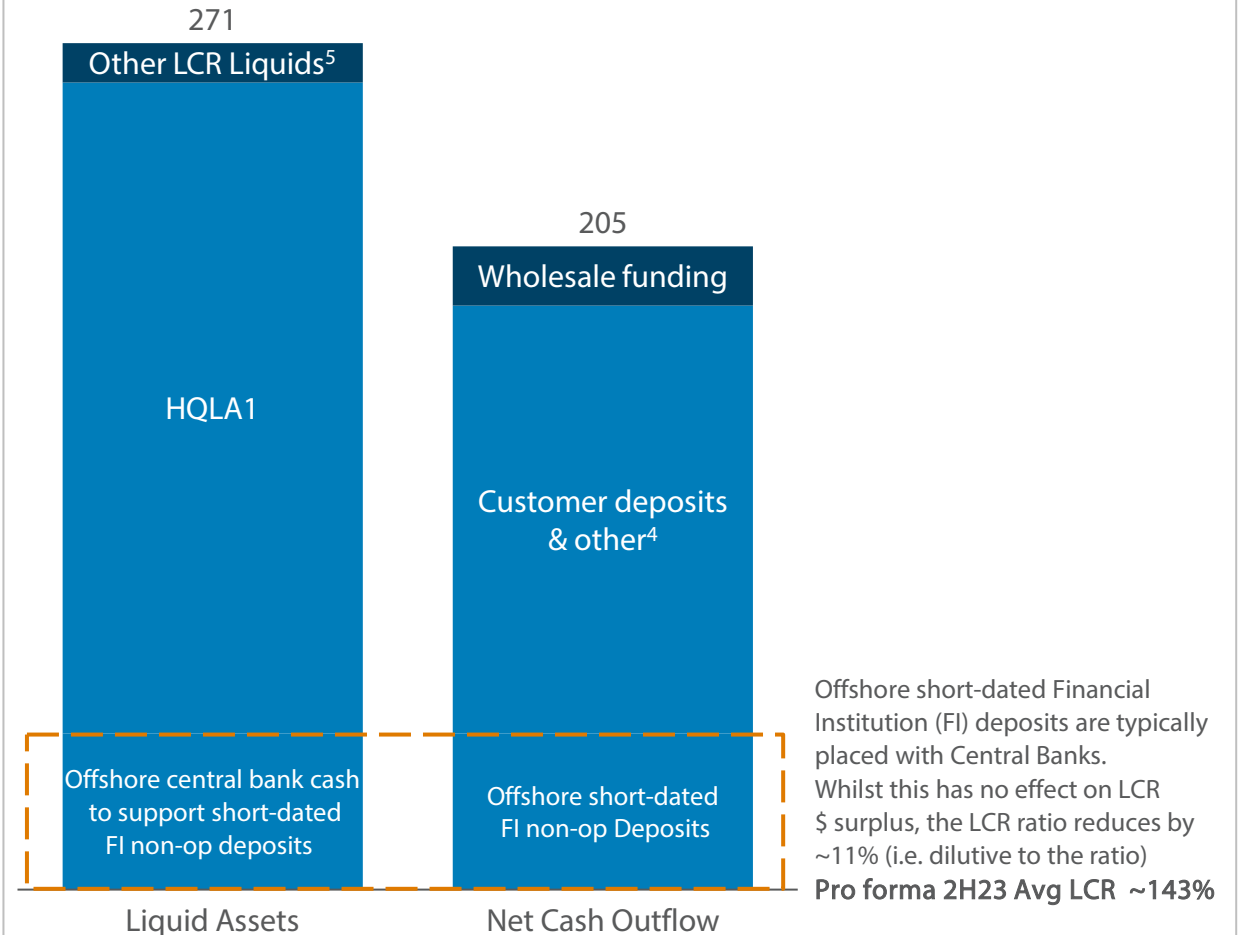 271
Other LCR Liquids⁵
HQLA1
Offshore central bank cash
to support short-dated
FI non-op deposits
Liquid Assets
205
Wholesale funding
Customer deposits
& other⁴
Offshore short-dated
FI non-op Deposits
Net Cash Outflow
Offshore short-dated Financial
Institution (FI) deposits are typically
placed with Central Banks.
Whilst this has no effect on LCR
$ surplus, the LCR ratio reduces by
~11% (i.e. dilutive to the ratio)
Pro forma 2H23 Avg LCR ~143%